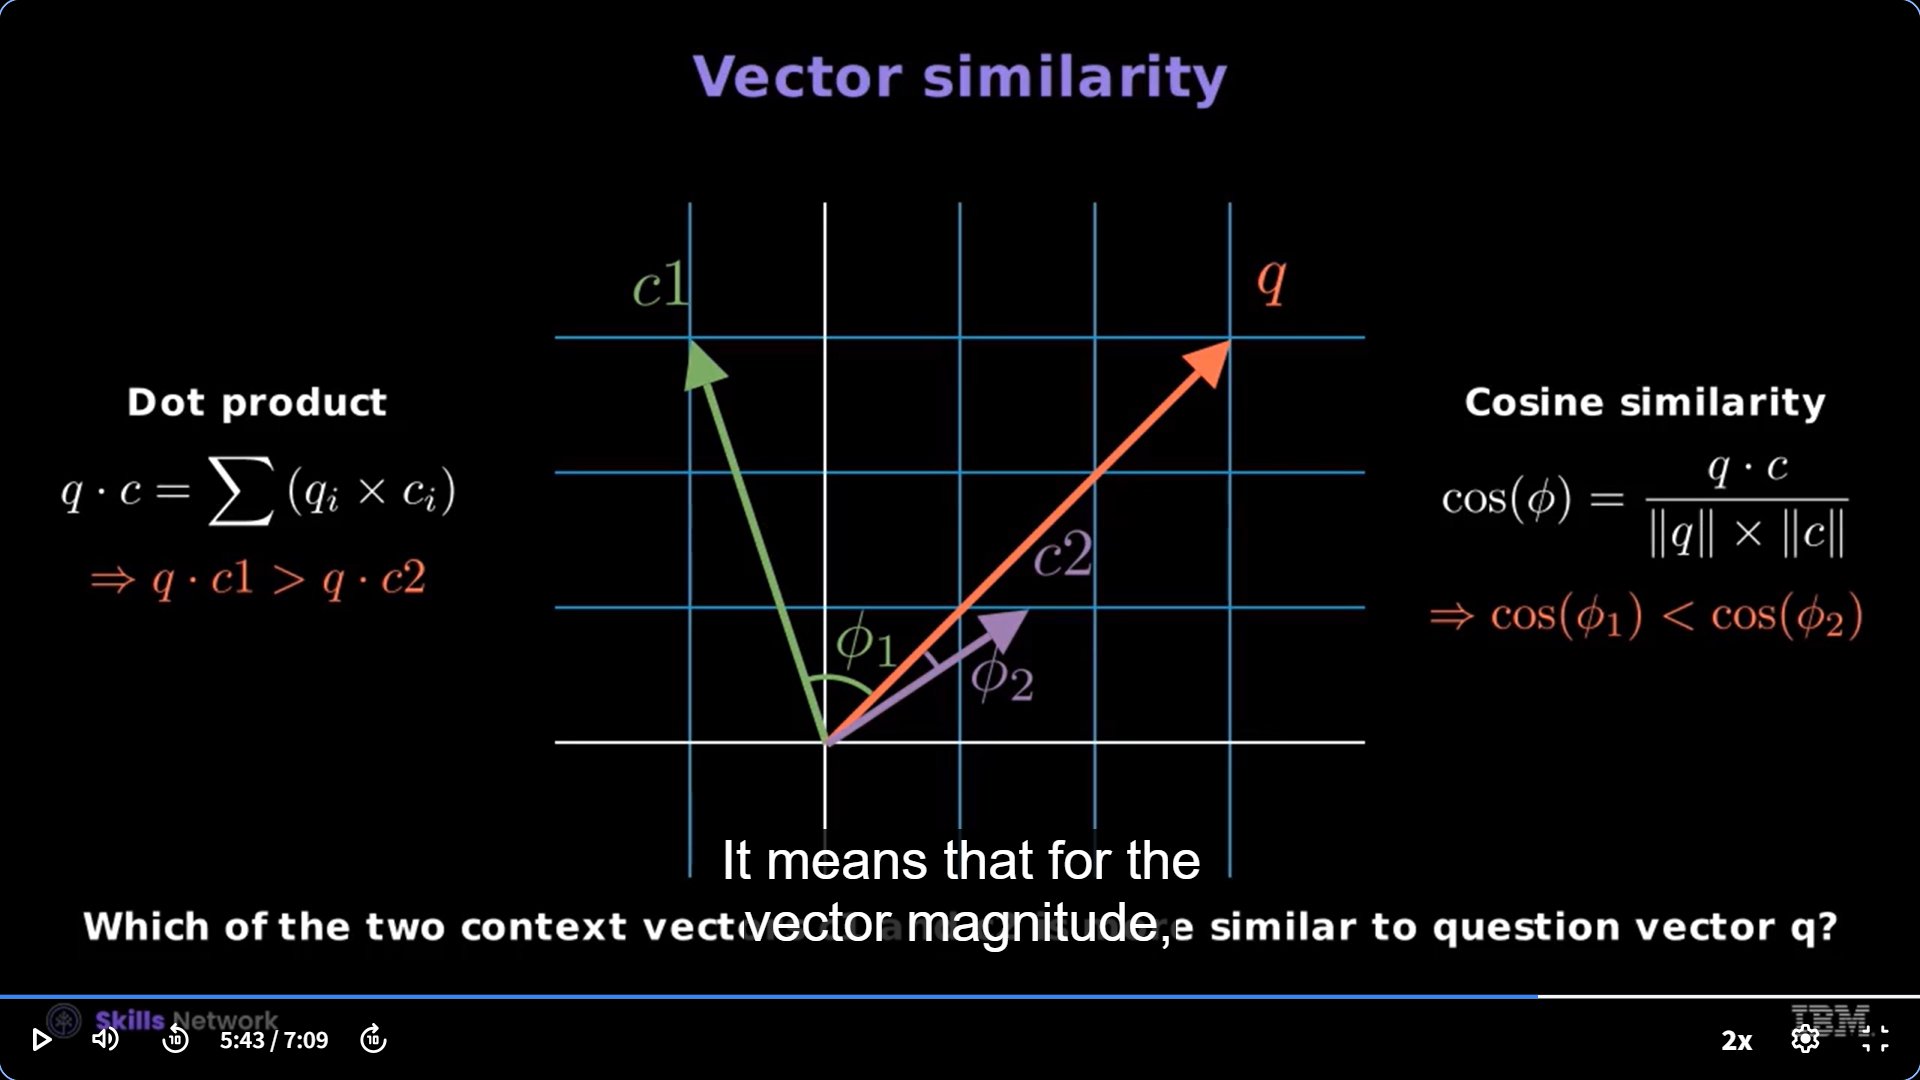 Vector similarity
c1
q
Dot product
q · c = ∑ (qᵢ × cᵢ)
⇒ q · c1 > q · c2
Cosine similarity
cos(ϕ) = q · c / ‖q‖ × ‖c‖
⇒ cos(ϕ₁) < cos(ϕ₂)
c2
ϕ₁
ϕ₂
It means that for the
vector magnitude,
Which of the two context similar to question vector q?
Skills Network
IBM
10
5:43 / 7:09
10
2x